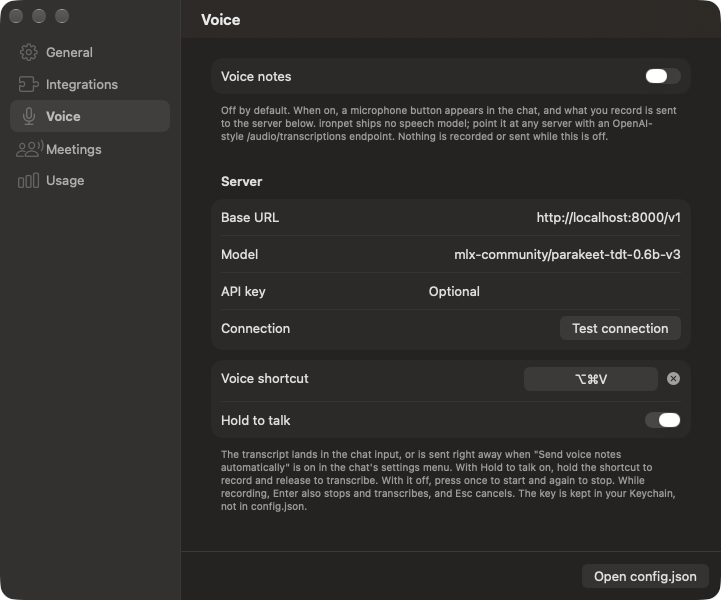 Voice
General
Integrations
Voice
Meetings
Usage
Voice notes
Off by default. When on, a microphone button appears in the chat, and what you record is sent
to the server below. ironpet ships no speech model; point it at any server with an OpenAI-
style /audio/transcriptions endpoint. Nothing is recorded or sent while this is off.
Server
Base URL http://localhost:8000/v1
Model mlx-community/parakeet-tdt-0.6b-v3
API key Optional
Connection Test connection
Voice shortcut ⌥⌘V
Hold to talk
The transcript lands in the chat input, or is sent right away when "Send voice notes
automatically" is on in the chat's settings menu. With Hold to talk on, hold the shortcut to
record and release to transcribe. With it off, press once to start and again to stop. While
recording, Enter also stops and transcribes, and Esc cancels. The key is kept in your Keychain,
not in config.json.
Open config.json